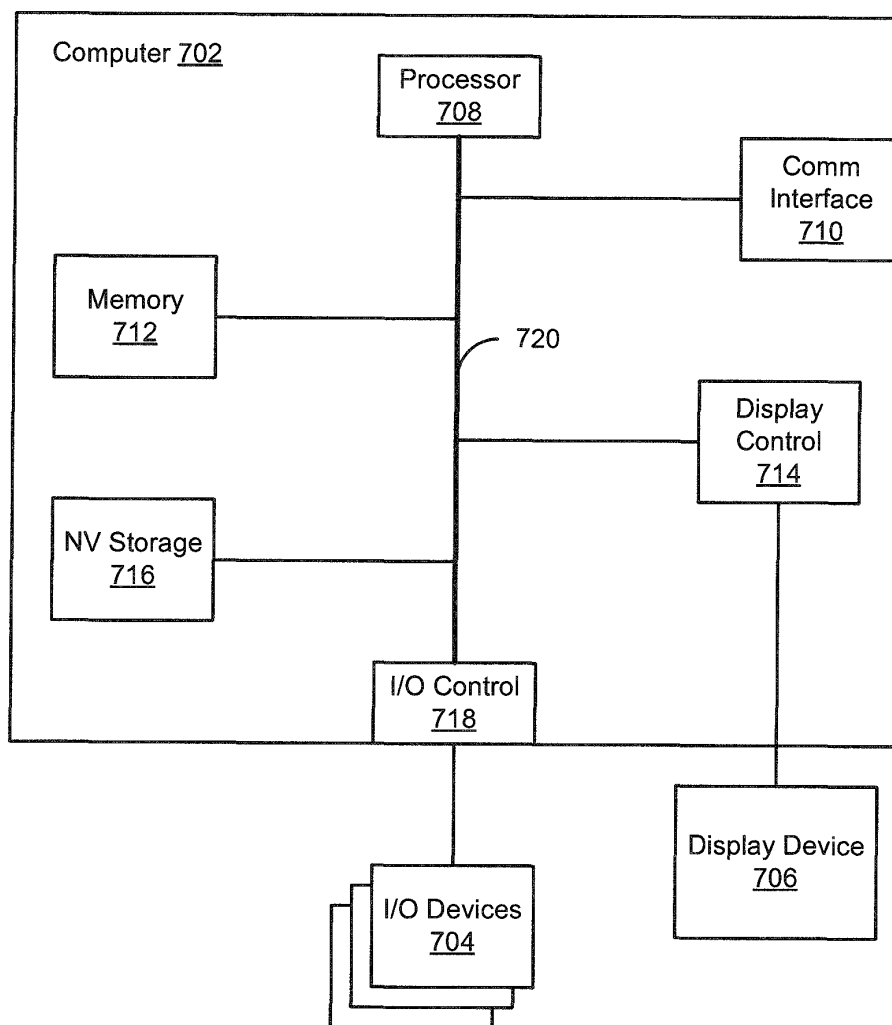 Computer 702
Processor
708
Comm
Interface
710
Memory
712
720
Display
Control
714
NV Storage
716
I/O Control
718
Display Device
706
I/O Devices
704